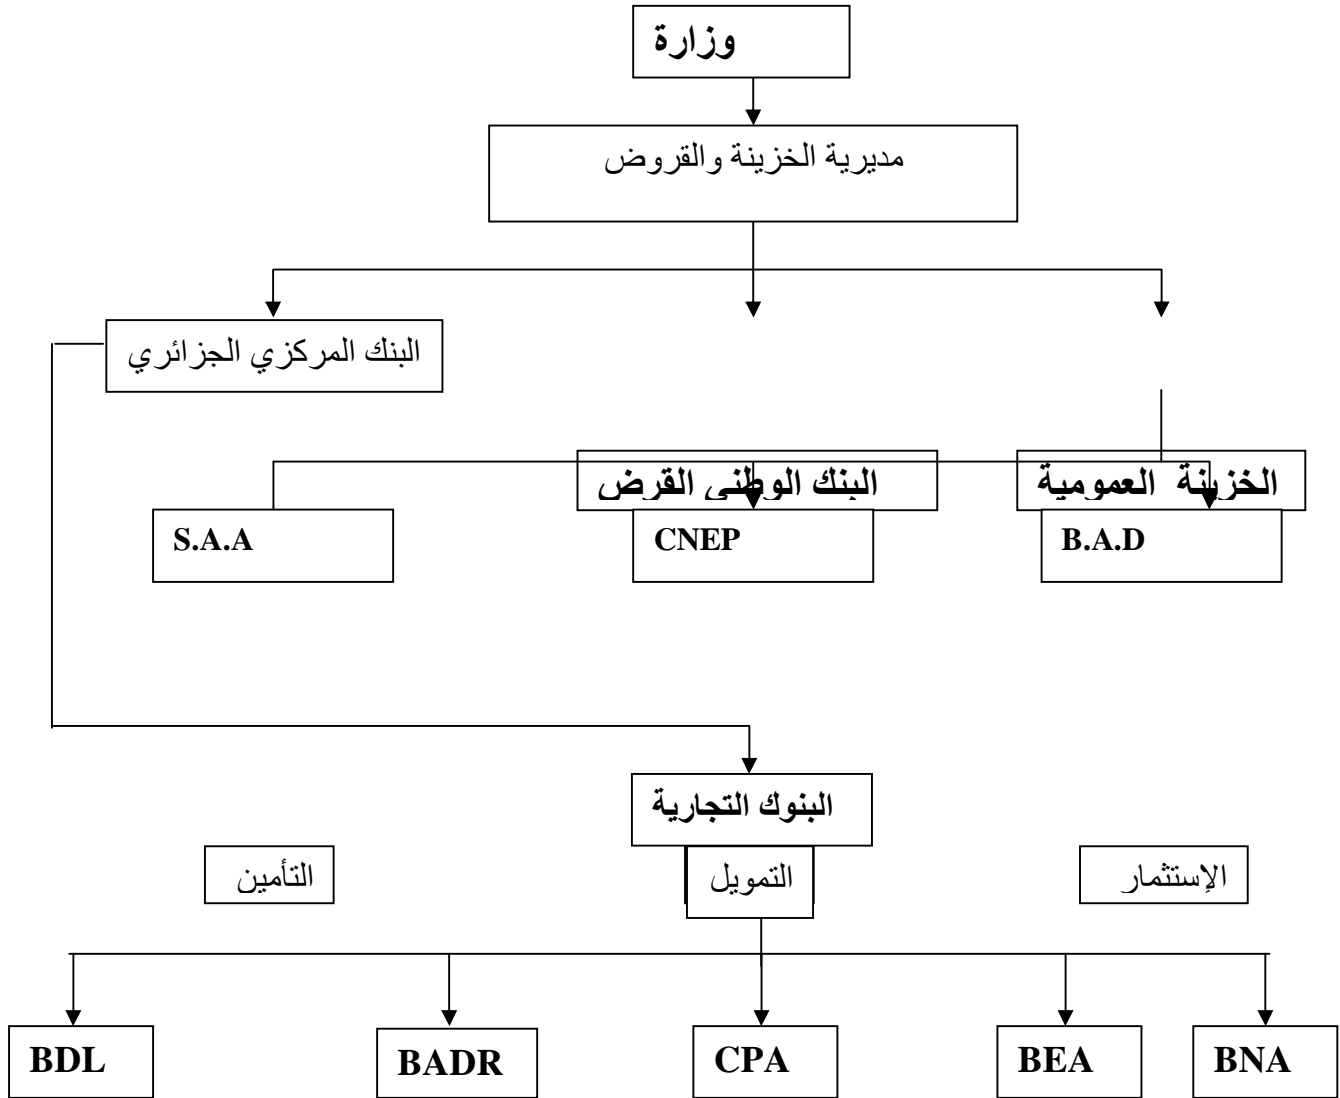 وزارة
مديرية الخزينة والقروض
البنك المركزي الجزائري
الخزينة العمومية
البنك الوطني القرض
B.A.D
CNEP
S.A.A
البنوك التجارية
الإستثمار
التمويل
التأمين
BNA
BEA
CPA
BADR
BDL